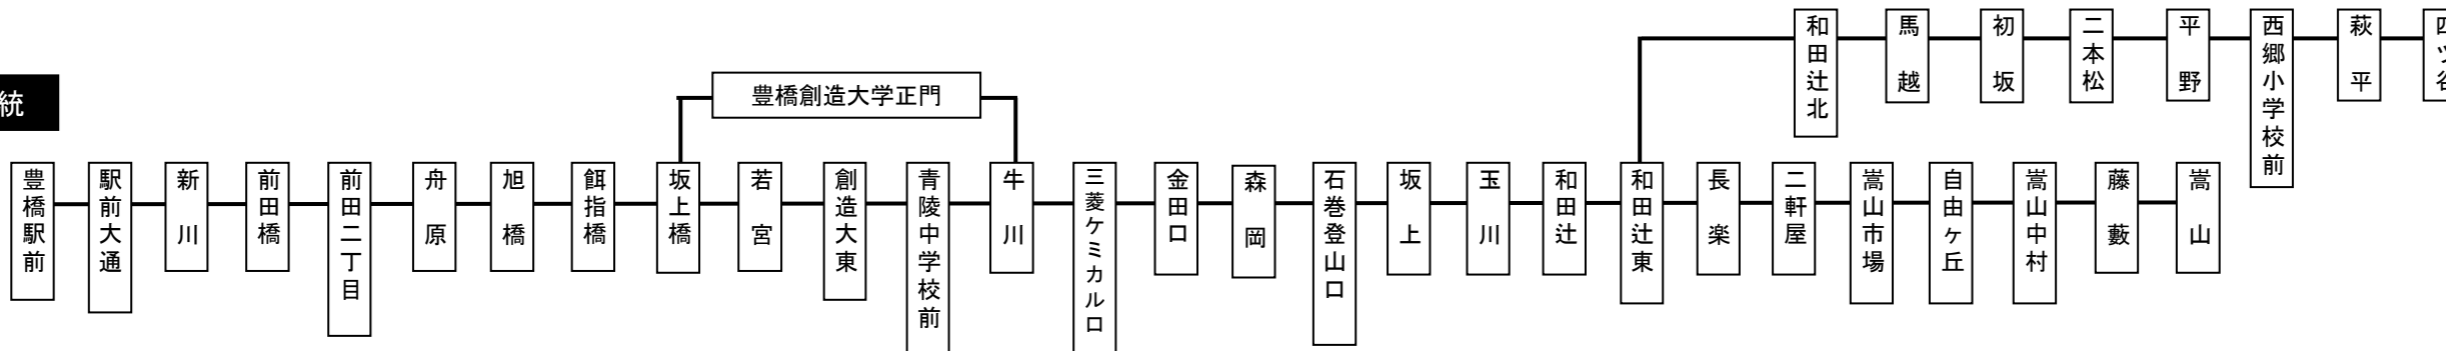 統
豊橋創造大学正門
和田辻北
馬越
初坂
二本松
平野
西郷小学校前
萩平
四ツ谷
豊橋駅前
駅前大通
新川
前田橋
前田二丁目
舟原
旭橋
餌指橋
坂上橋
若宮
創造大東
青陵中学校前
牛川
三菱ケミカル口
金田口
森岡
石巻登山口
坂上
玉川
和田辻
和田辻東
長楽
二軒屋
嵩山市場
自由ヶ丘
嵩山中村
藤藪
嵩山